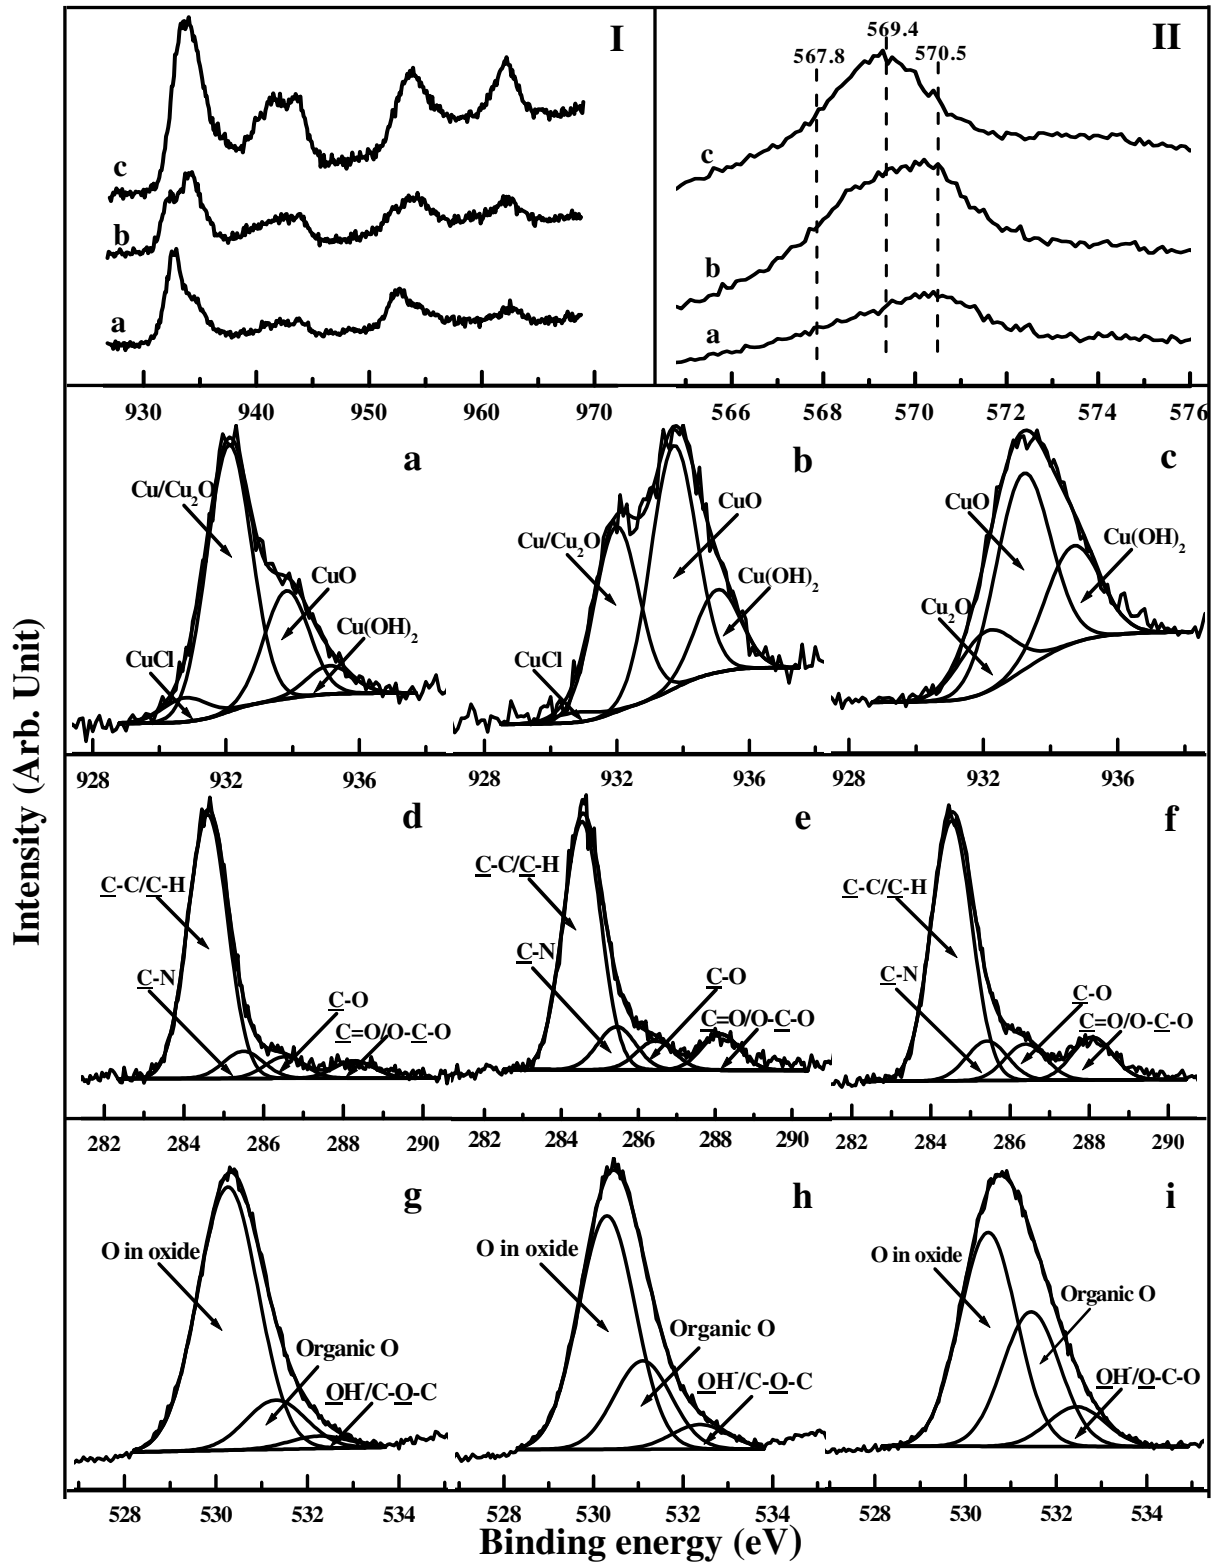 I
II
567.8
569.4
570.5
c
b
a
c
b
a
930 940 950 960 970
566 568 570 572 574 576
a
Cu/Cu2O
CuO
Cu(OH)2
CuCl
b
Cu/Cu2O
CuO
Cu(OH)2
CuCl
c
CuO
Cu(OH)2
Cu2O
928 932 936
928 932 936
928 932 936
d
C-C/C-H
C-N
C-O
C=O/O-C-O
e
C-C/C-H
C-N
C-O
C=O/O-C-O
f
C-C/C-H
C-N
C-O
C=O/O-C-O
282 284 286 288 290
282 284 286 288 290
282 284 286 288 290
g
O in oxide
Organic O
OH-/C-O-C
h
O in oxide
Organic O
OH-/C-O-C
i
O in oxide
Organic O
OH-/O-C-O
528 530 532 534
528 530 532 534
528 530 532 534
Intensity (Arb. Unit)
Binding energy (eV)